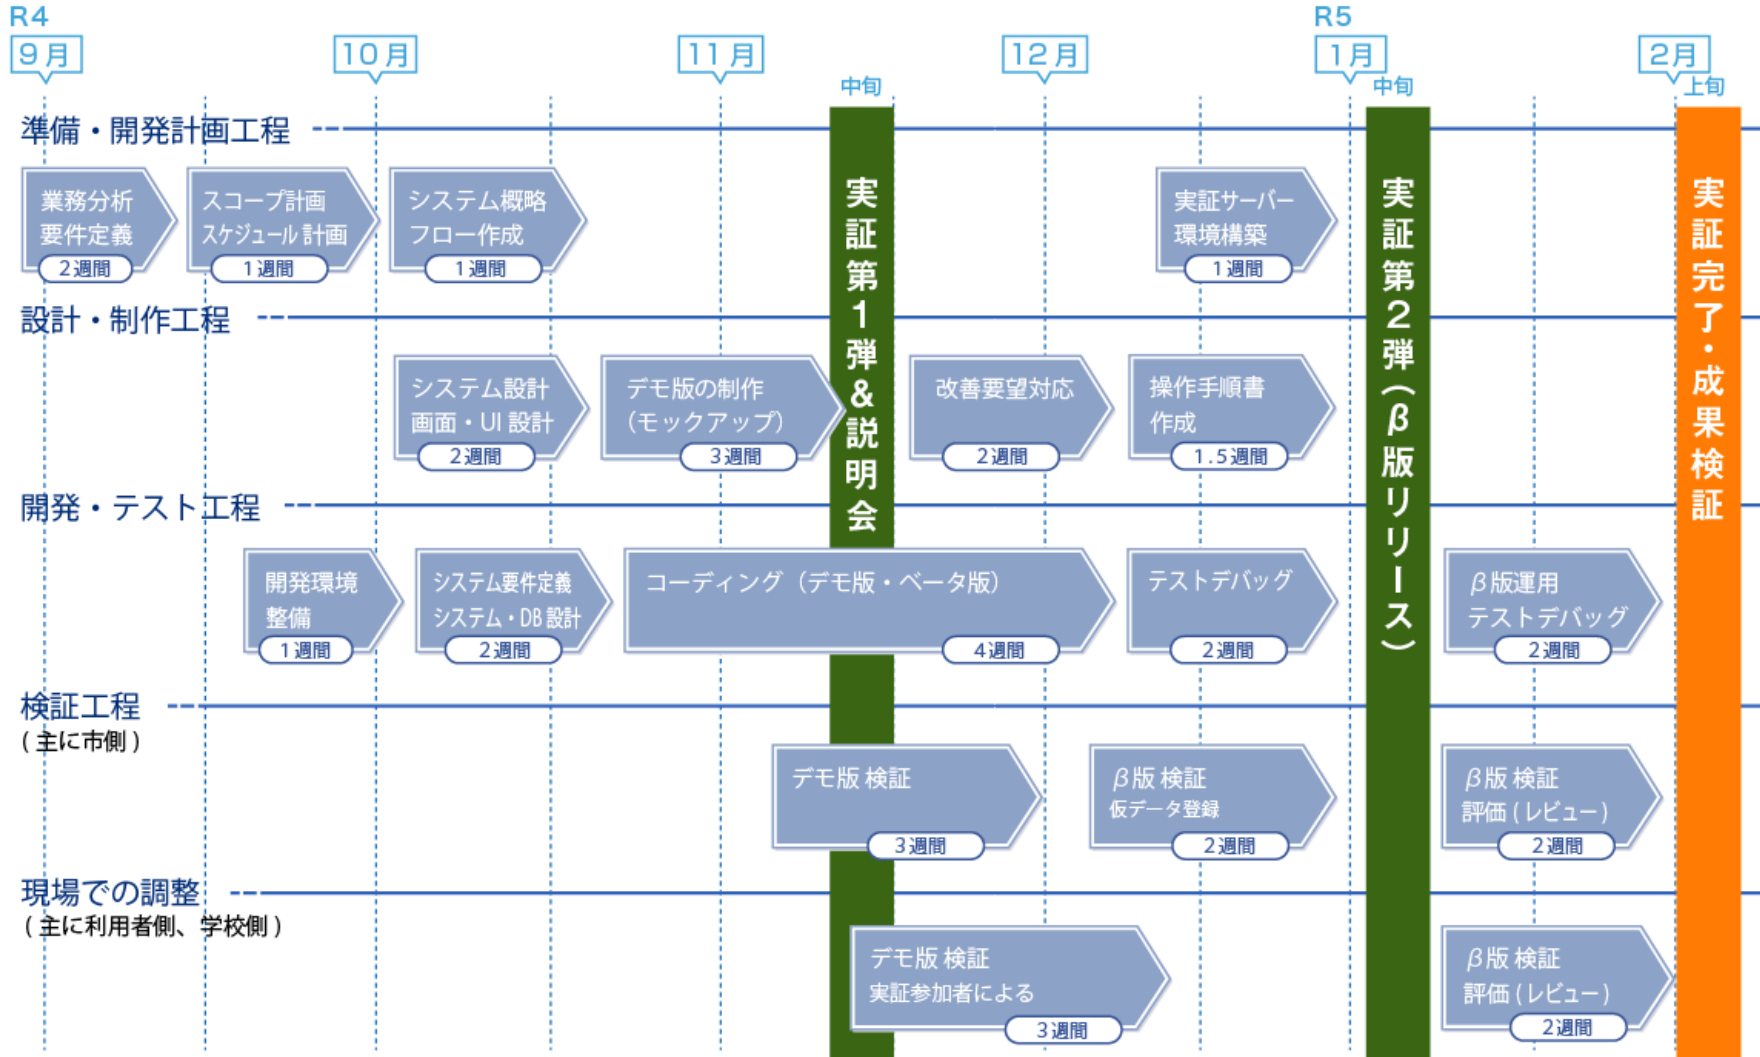 R4
R5
9月
10月
11月
12月
1月
2月
中旬
中旬
上旬
準備・開発計画工程
業務分析
要件定義
2週間
スコープ計画
スケジュール計画
1週間
システム概略
フロー作成
1週間
実証サーバー
環境構築
1週間
設計・制作工程
システム設計
画面・UI設計
2週間
デモ版の制作
（モックアップ）
3週間
改善要望対応
2週間
操作手順書
作成
1.5週間
開発・テスト工程
開発環境
整備
1週間
システム要件定義
システム・DB設計
2週間
コーディング（デモ版・ベータ版）
4週間
テストデバッグ
2週間
β版運用
テストデバッグ
2週間
検証工程
(主に市側)
デモ版 検証
3週間
β版 検証
仮データ登録
2週間
β版 検証
評価(レビュー)
2週間
現場での調整
(主に利用者側、学校側)
デモ版 検証
実証参加者による
3週間
β版 検証
評価(レビュー)
2週間
実証第1弾&説明会
実証第2弾(β版リリース)
実証完了・成果検証